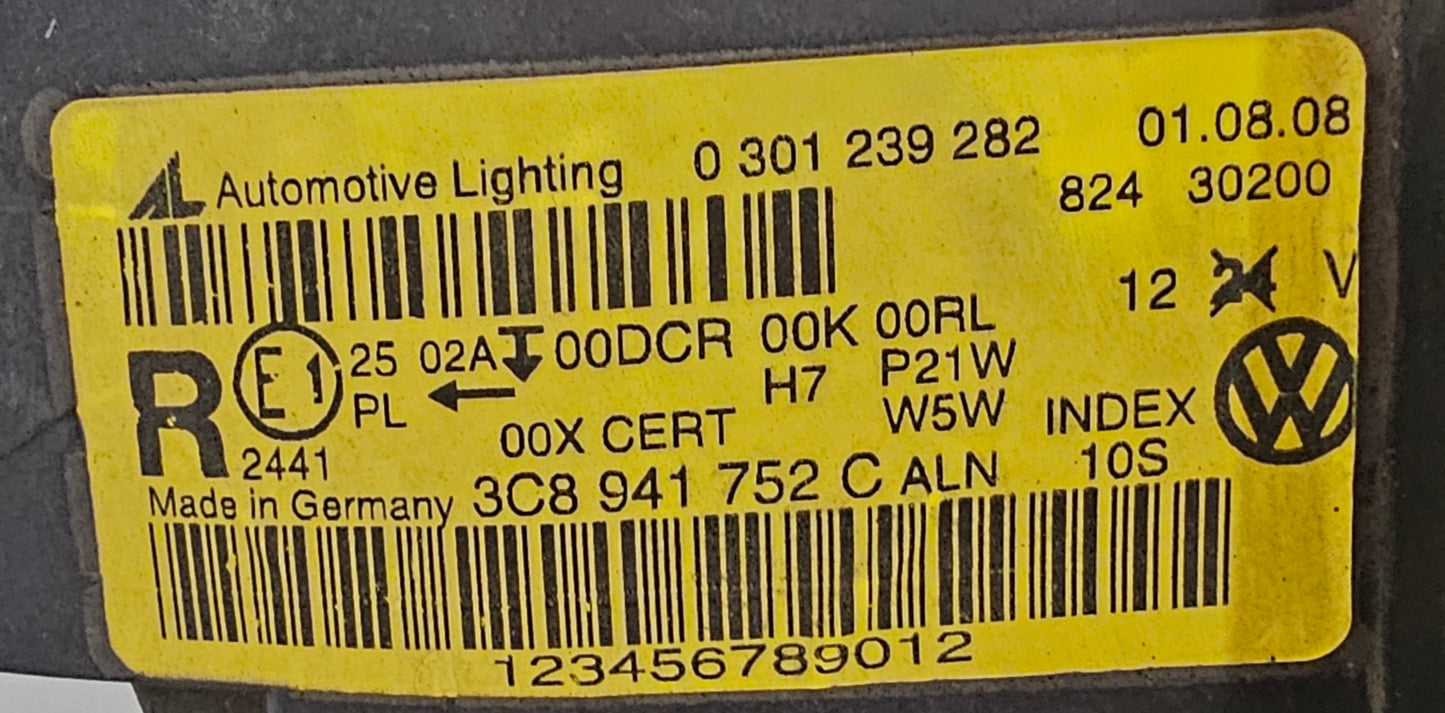 AL Automotive Lighting 0 301 239 282 01.08.08
824 30200
12 24 V
R E1 25 02A 00DCR 00K 00RL
PL H7 P21W
00X CERT W5W INDEX
2441 10S
Made in Germany 3C8 941 752 C ALN
123456789012